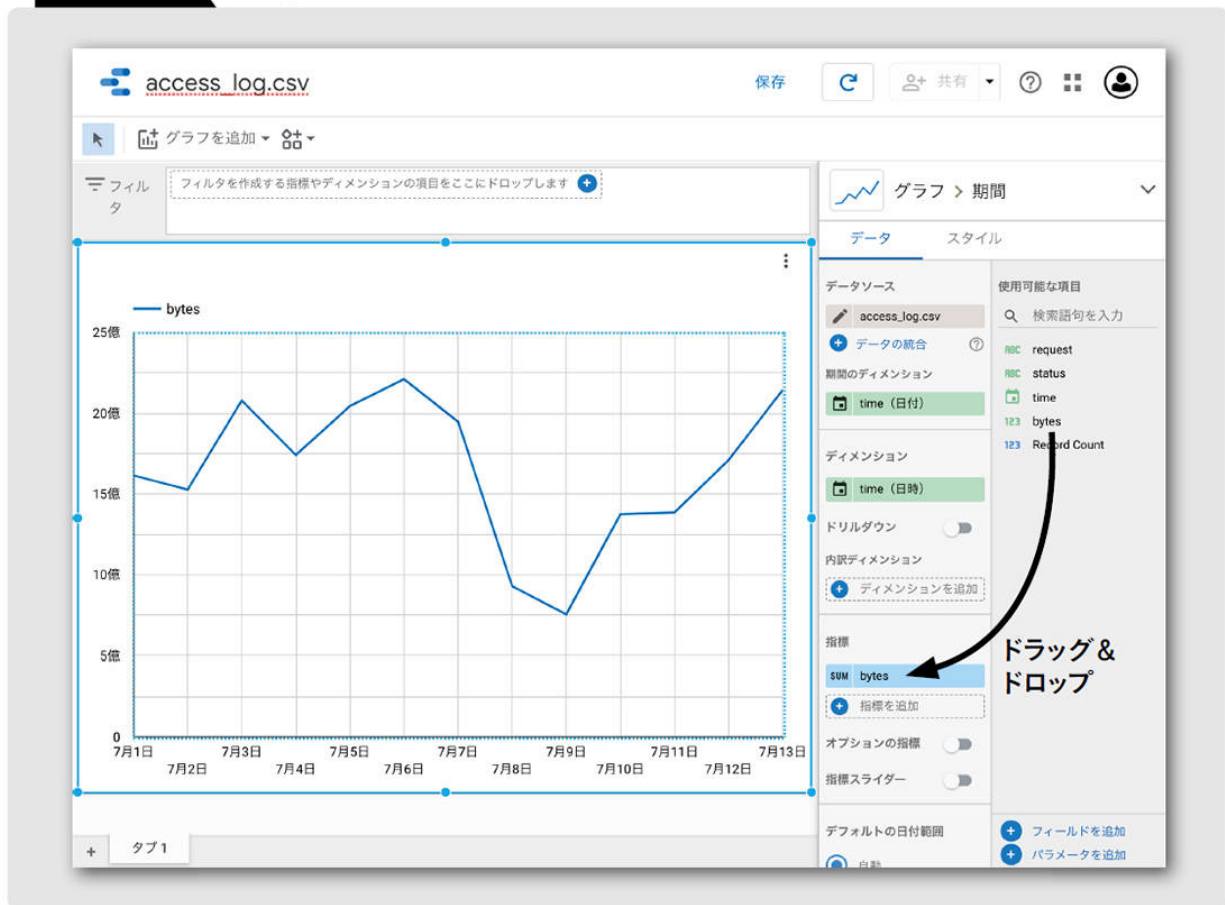 access_log.csv
保存
共有
グラフを追加
フィル
タ
フィルタを作成する指標やディメンションの項目をここにドロップします
グラフ > 期間
データ
スタイル
bytes
25億
20億
15億
10億
5億
0
7月1日
7月2日
7月3日
7月4日
7月5日
7月6日
7月7日
7月8日
7月9日
7月10日
7月11日
7月12日
7月13日
タブ 1
データソース
access_log.csv
データの統合
期間のディメンション
time（日付）
ディメンション
time（日時）
ドリルダウン
内訳ディメンション
ディメンションを追加
指標
SUM bytes
指標を追加
オプションの指標
指標スライダー
デフォルトの日付範囲
自動
使用可能な項目
検索語句を入力
ABC request
ABC status
time
123 bytes
123 Record Count
ドラッグ&
ドロップ
フィールドを追加
パラメータを追加